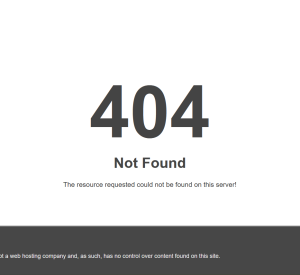 404
Not Found
The resource requested could not be found on this server!
a web hosting company and, as such, has no control over content found on this site.